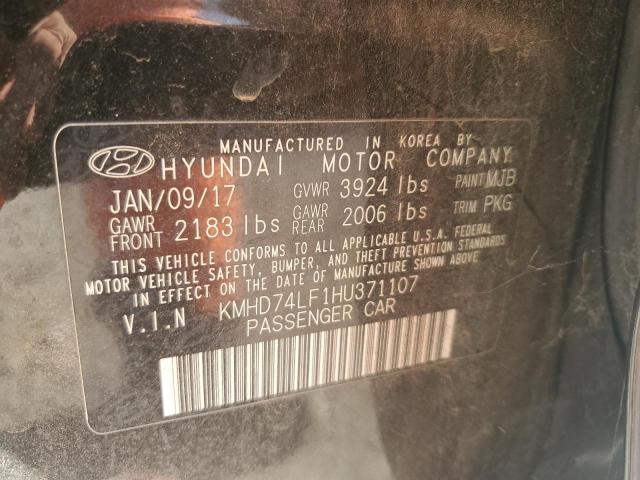 MANUFACTURED IN KOREA BY
HYUNDAI MOTOR COMPANY
JAN/09/17 GVWR 3924 lbs PAINT MJB
GAWR FRONT 2183 lbs GAWR REAR 2006 lbs TRIM PKG
THIS VEHICLE CONFORMS TO ALL APPLICABLE U.S.A. FEDERAL
MOTOR VEHICLE SAFETY, BUMPER, AND THEFT PREVENTION STANDARDS
IN EFFECT ON THE DATE OF MANUFACTURE SHOWN ABOVE
V.I.N KMHD74LF1HU371107
PASSENGER CAR